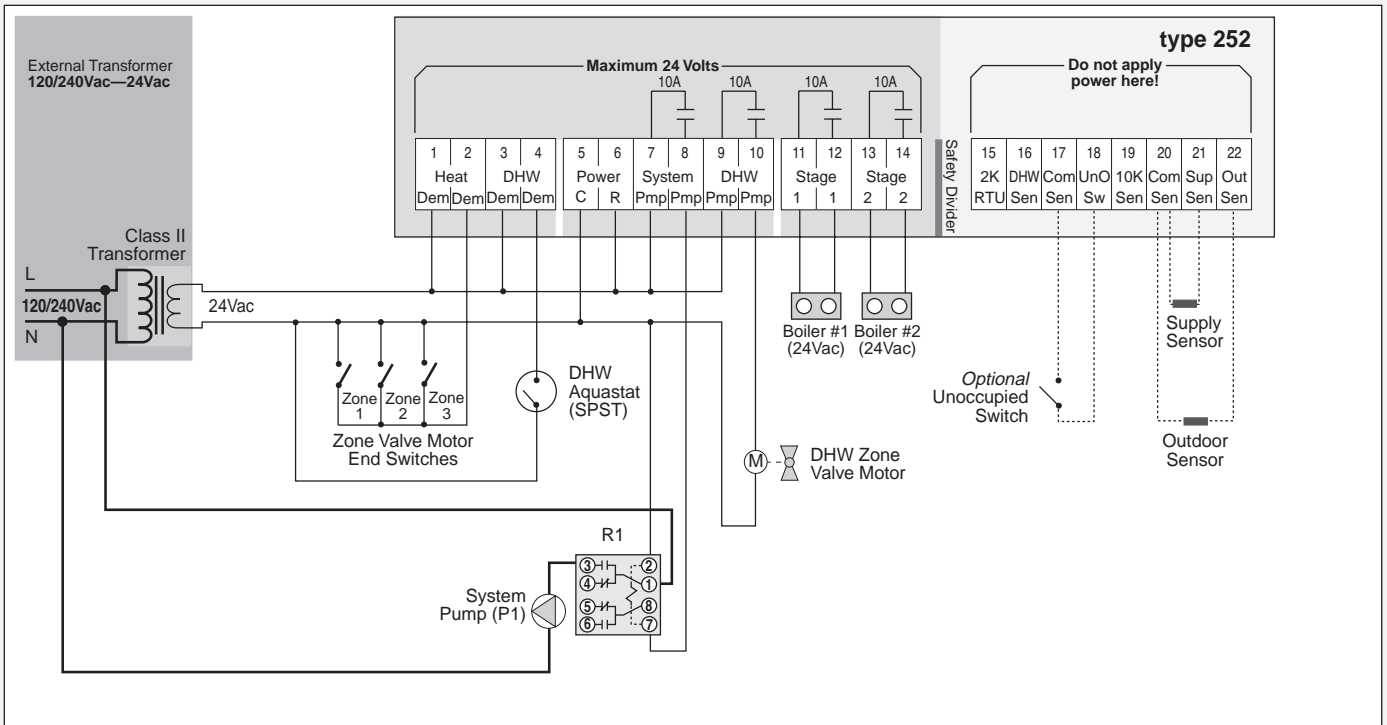 type 252
External Transformer
120/240Vac—24Vac
Maximum 24 Volts
Do not apply
power here!
10A 10A 10A 10A
1 2 3 4 5 6 7 8 9 10 11 12 13 14 15 16 17 18 19 20 21 22
Heat DHW Power System DHW Stage Stage 2K DHW Com UnO 10K Com Sup Out
Dem Dem Dem Dem C R Pmp Pmp Pmp Pmp 1 1 2 2 RTU Sen Sen Sw Sen Sen Sen Sen
Safety Divider
Class II
Transformer
L
120/240Vac
N
24Vac
Zone
1
Zone
2
Zone
3
Zone Valve Motor
End Switches
DHW
Aquastat
(SPST)
Boiler #1
(24Vac)
Boiler #2
(24Vac)
Supply
Sensor
Optional
Unoccupied
Switch
Outdoor
Sensor
M
DHW Zone
Valve Motor
R1
3 2
4 1
5 8
6 7
System
Pump (P1)